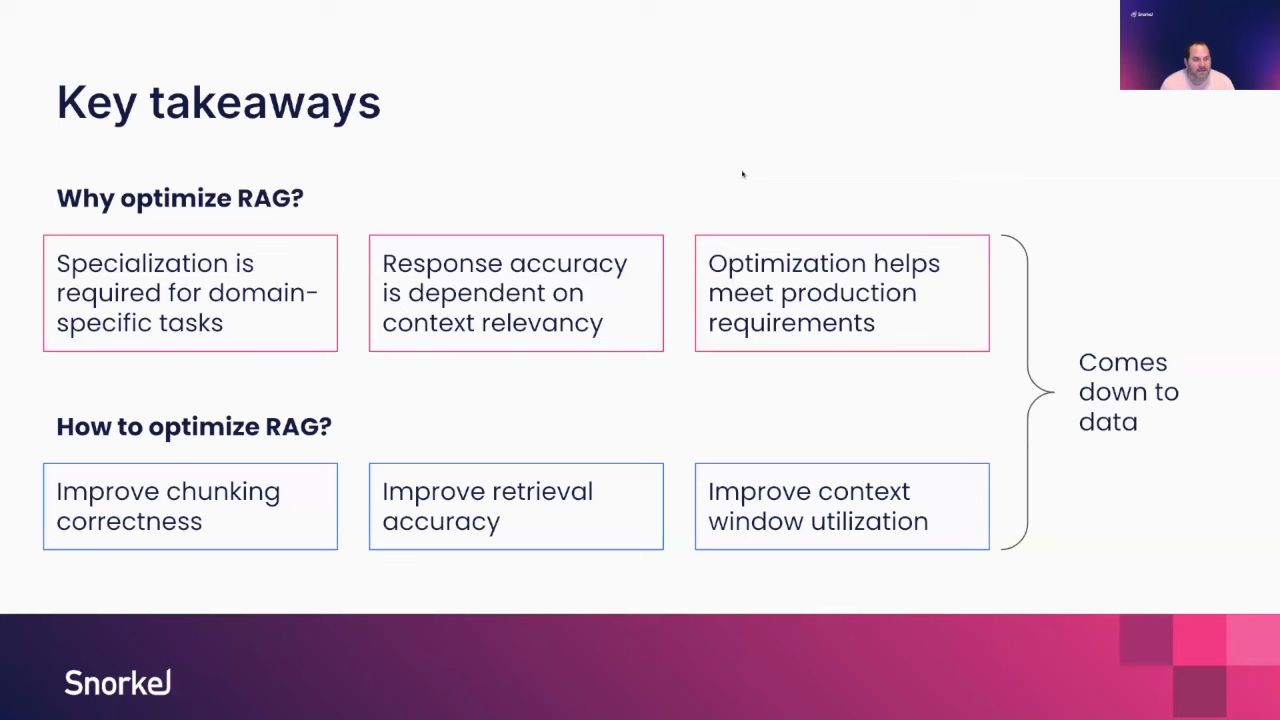 Snorkel
Key takeaways
Why optimize RAG?
Specialization is
required for domain-
specific tasks
Response accuracy
is dependent on
context relevancy
Optimization helps
meet production
requirements
Comes
down to
data
How to optimize RAG?
Improve chunking
correctness
Improve retrieval
accuracy
Improve context
window utilization
Snorkel